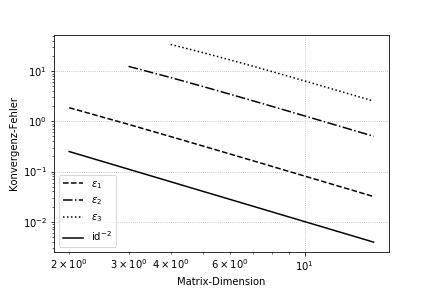 Konvergenz-Fehler
10¹
10⁰
10⁻¹
10⁻²
ε₁
ε₂
ε₃
id⁻²
2 × 10⁰
3 × 10⁰
4 × 10⁰
6 × 10⁰
10¹
Matrix-Dimension